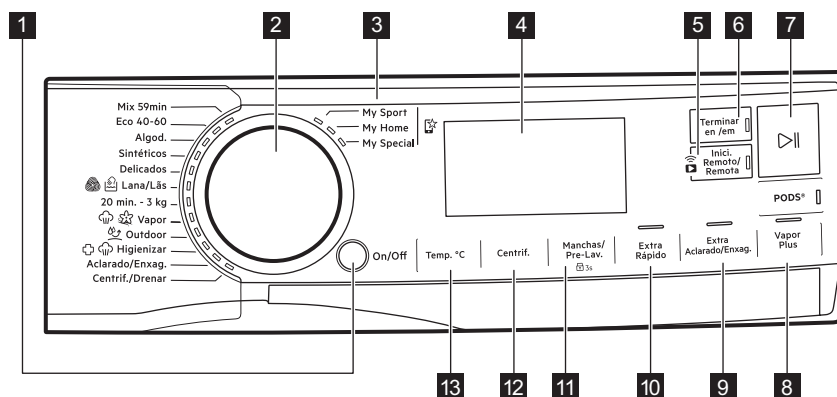 1
2
3
4
5
6
7
Mix 59min
Eco 40-60
Algod.
Sintéticos
Delicados
Lana/Lãs
20 min. - 3 kg
Vapor
Outdoor
Higienizar
Aclarado/Enxag.
Centrif./Drenar
My Sport
My Home
My Special
On/Off
Temp. °C
Centrif.
Manchas/
Pre-Lav.
3s
Extra
Rápido
Extra
Aclarado/Enxag.
Vapor
Plus
Terminar
en /em
Inici.
Remoto/
Remota
PODS®
13
12
11
10
9
8